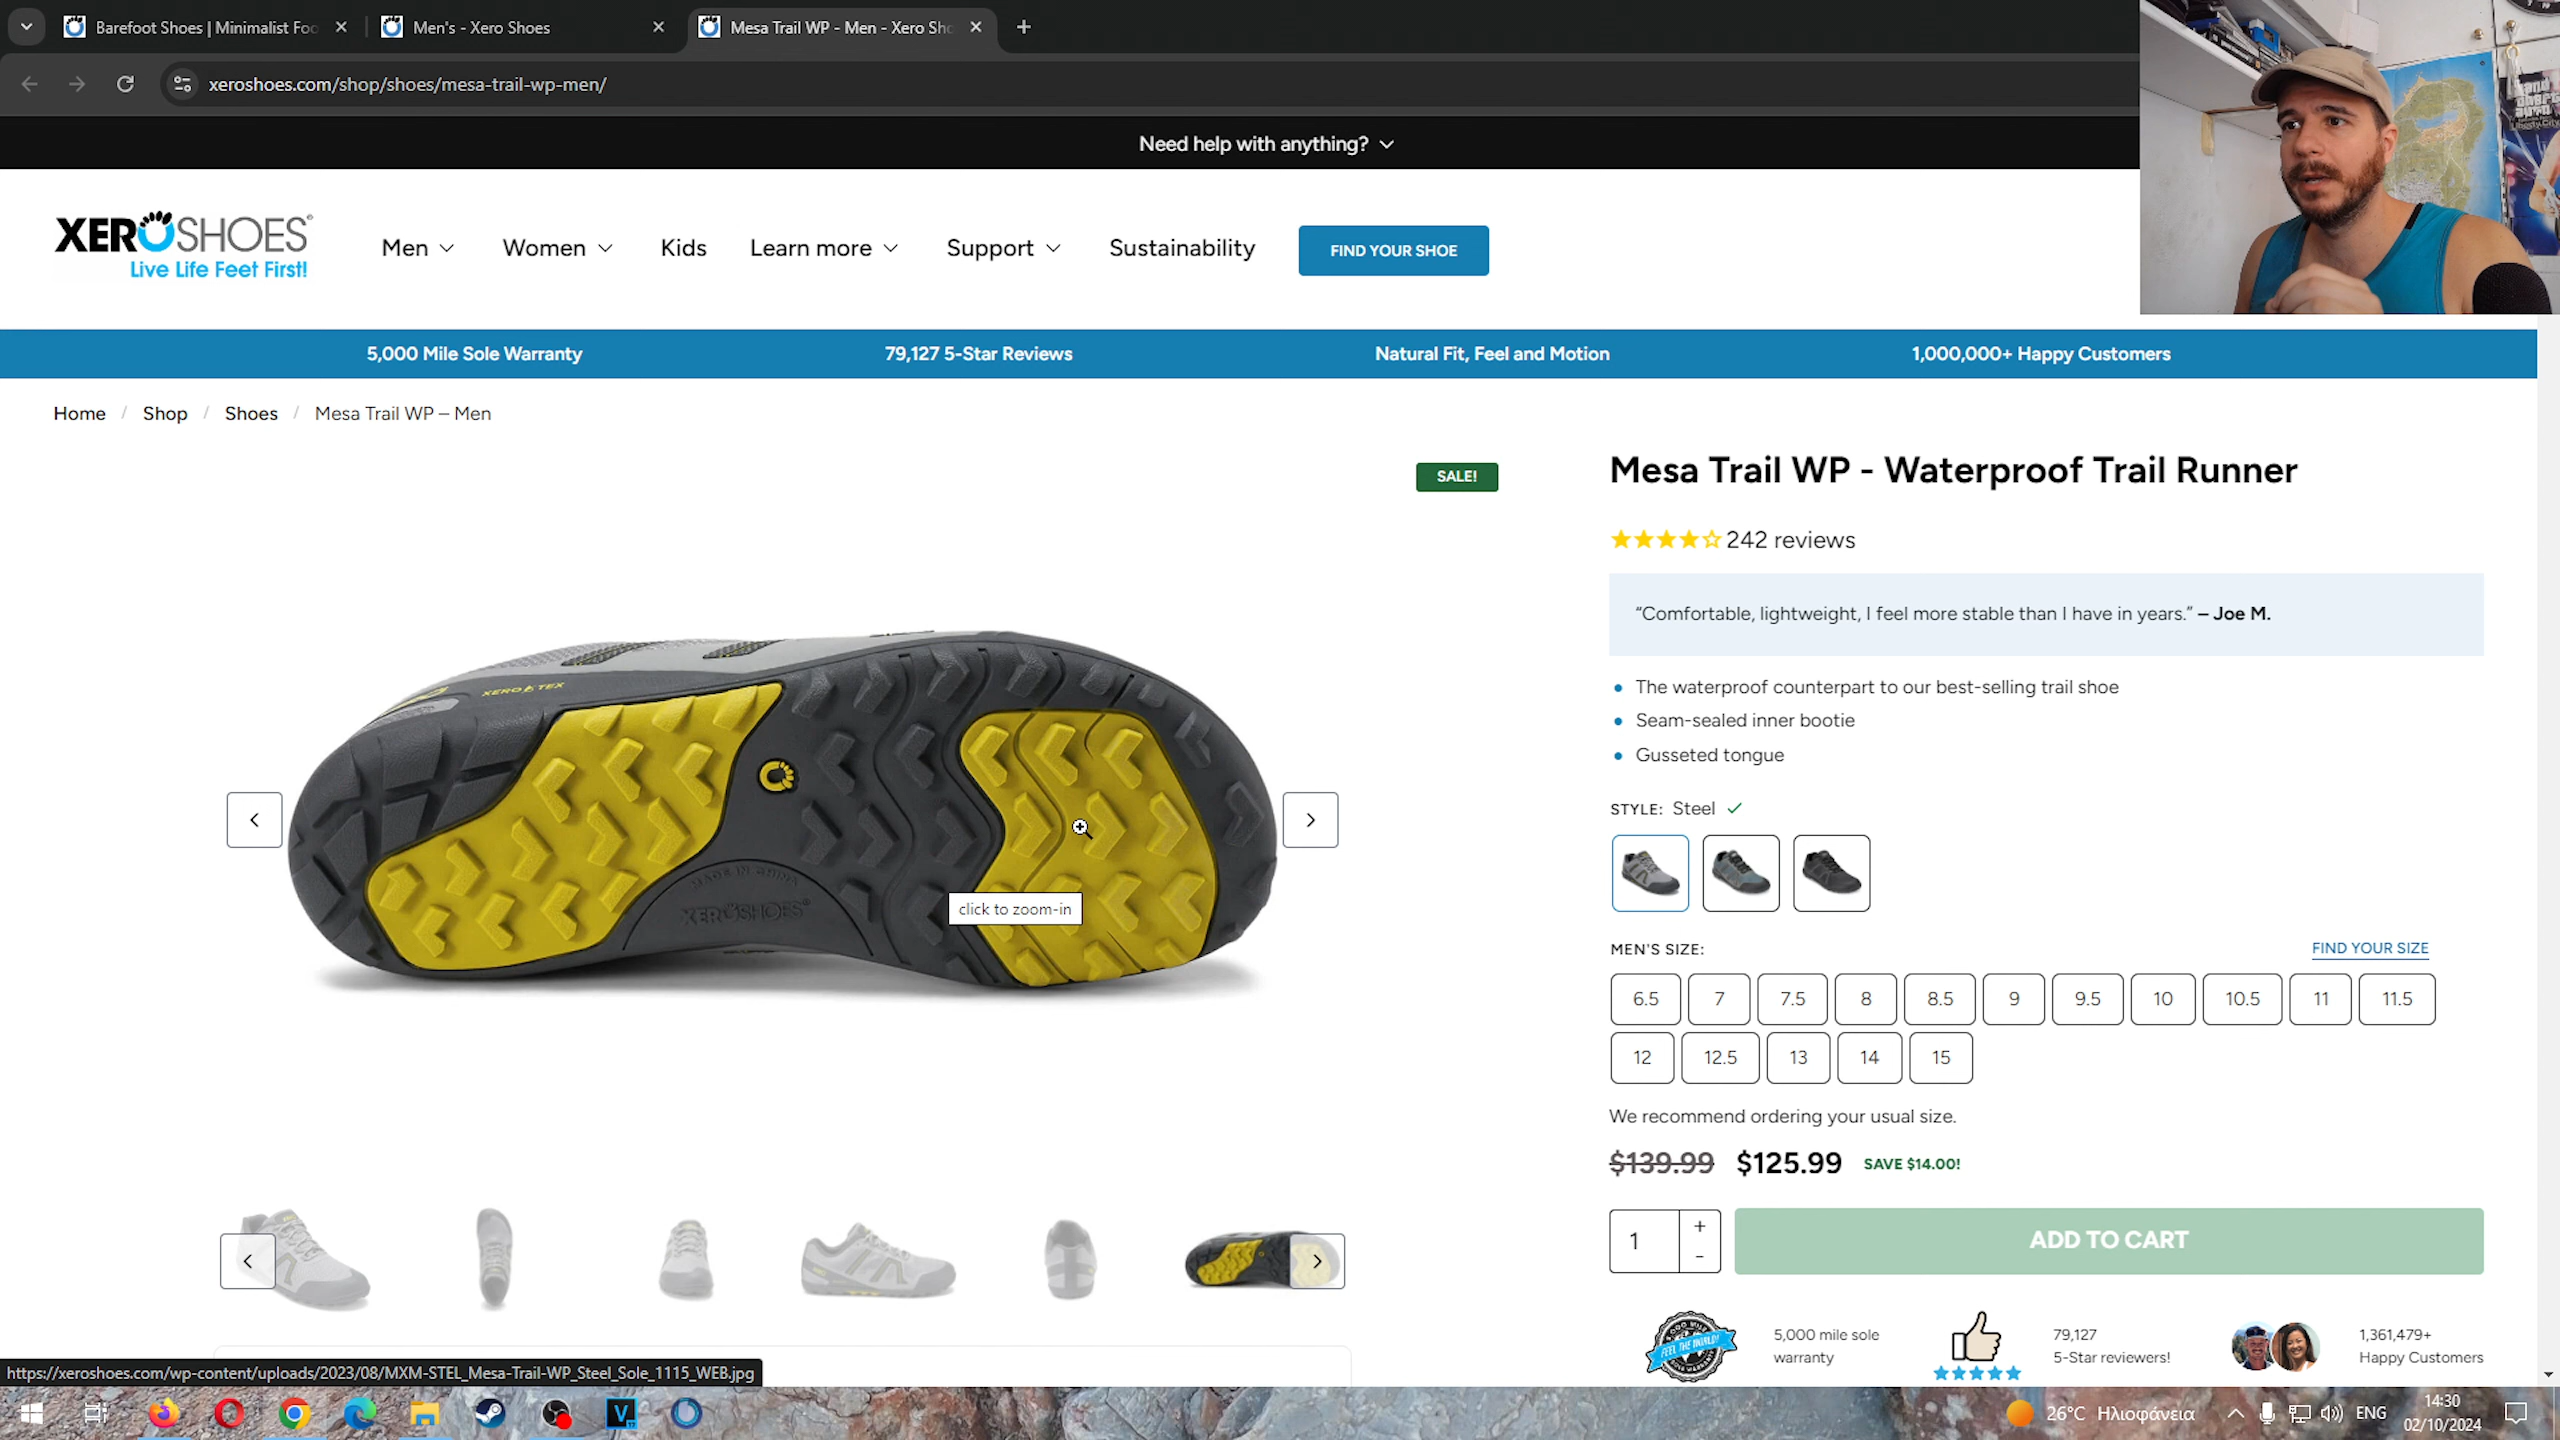 Barefoot Shoes | Minimalist Foo
Men's - Xero Shoes
Mesa Trail WP - Men - Xero Sho
xeroshoes.com/shop/shoes/mesa-trail-wp-men/
Need help with anything?
XEROSHOES®
Live Life Feet First!
Men
Women
Kids
Learn more
Support
Sustainability
FIND YOUR SHOE
5,000 Mile Sole Warranty
79,127 5-Star Reviews
Natural Fit, Feel and Motion
1,000,000+ Happy Customers
Home / Shop / Shoes / Mesa Trail WP – Men
SALE!
XERO TEX
MADE IN CHINA
XEROSHOES®
click to zoom-in
Mesa Trail WP - Waterproof Trail Runner
242 reviews
“Comfortable, lightweight, I feel more stable than I have in years.” – Joe M.
The waterproof counterpart to our best-selling trail shoe
Seam-sealed inner bootie
Gusseted tongue
STYLE: Steel
MEN'S SIZE:
FIND YOUR SIZE
6.5 7 7.5 8 8.5 9 9.5 10 10.5 11 11.5
12 12.5 13 14 15
We recommend ordering your usual size.
$139.99 $125.99 SAVE $14.00!
1 + -
ADD TO CART
FEEL THE WORLD!
5,000 mile sole
warranty
79,127
5-Star reviewers!
1,361,479+
Happy Customers
https://xeroshoes.com/wp-content/uploads/2023/08/MXM-STEL_Mesa-Trail-WP_Steel_Sole_1115_WEB.jpg
26°C Ηλιοφάνεια
ENG
14:30
02/10/2024